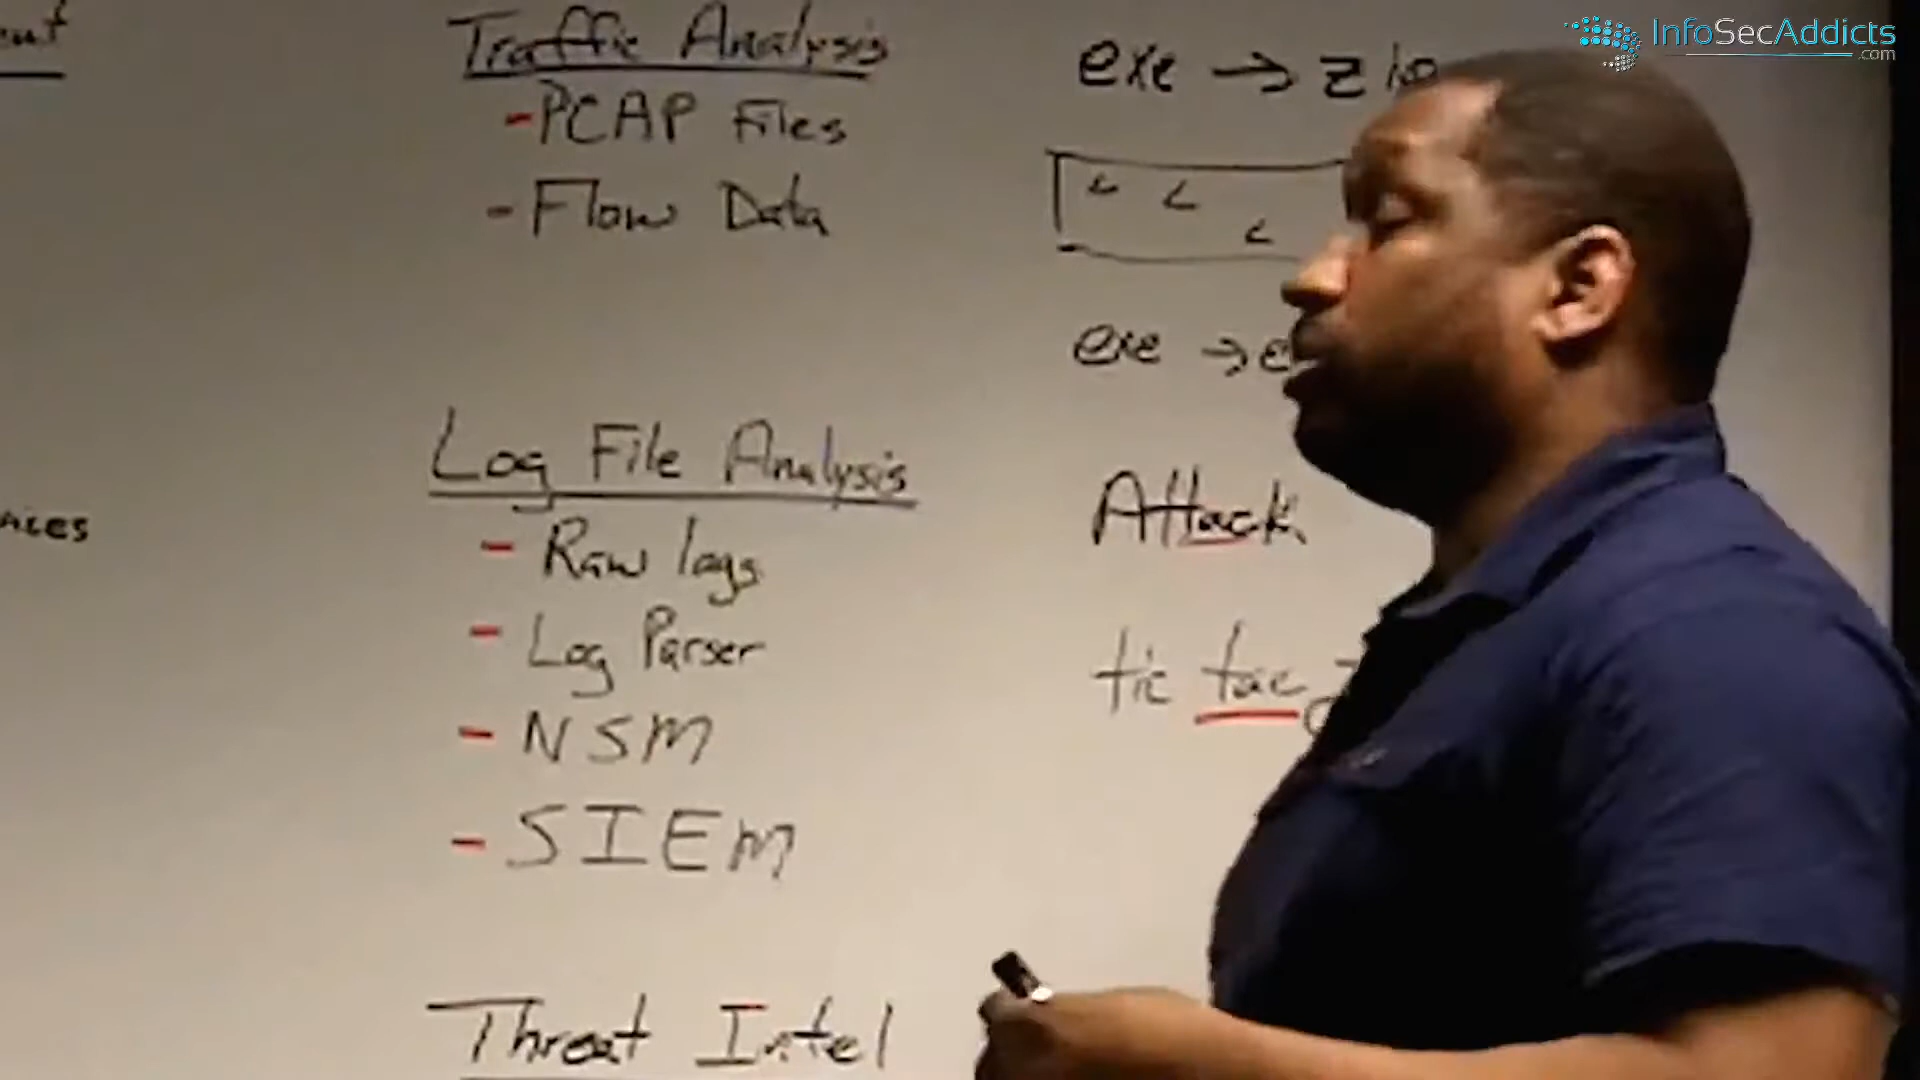 Traffic Analysis
- PCAP Files
- Flow Data
Log File Analysis
- Raw logs
- Log Parser
- NSM
- SIEM
Threat Intel
exe → zip
< < <
exe →
Attack
tic tac
InfoSecAddicts
.com